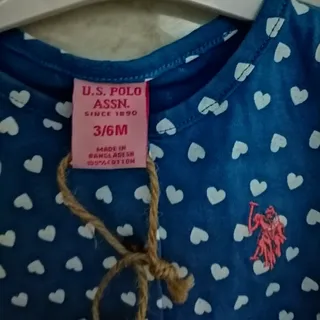 U.S. POLO
ASSN.
SINCE 1890
3/6M
MADE IN
BANGLADESH
100% COTTON